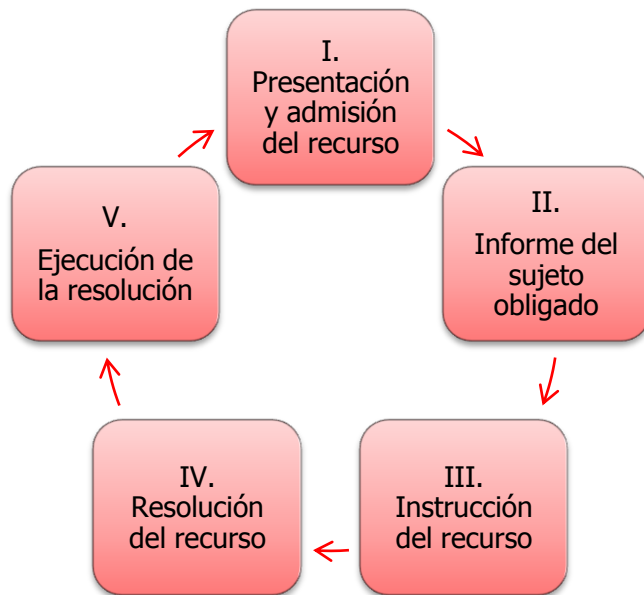 I.
Presentación
y admisión
del recurso
II.
Informe del
sujeto
obligado
III.
Instrucción
del recurso
IV.
Resolución
del recurso
V.
Ejecución de
la resolución